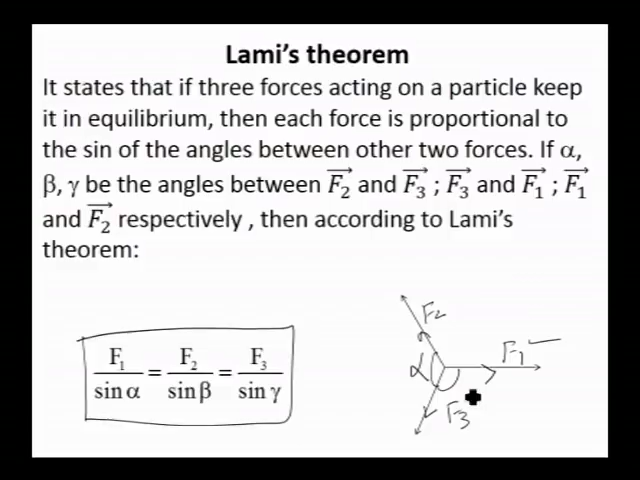 Lami's theorem
It states that if three forces acting on a particle keep
it in equilibrium, then each force is proportional to
the sin of the angles between other two forces. If α,
β, γ be the angles between F₂⃗ and F₃⃗ ; F₃⃗ and F₁⃗ ; F₁⃗
and F₂⃗ respectively , then according to Lami's
theorem:
F₁/sin α = F₂/sin β = F₃/sin γ
F₂
F₁
α
F₃